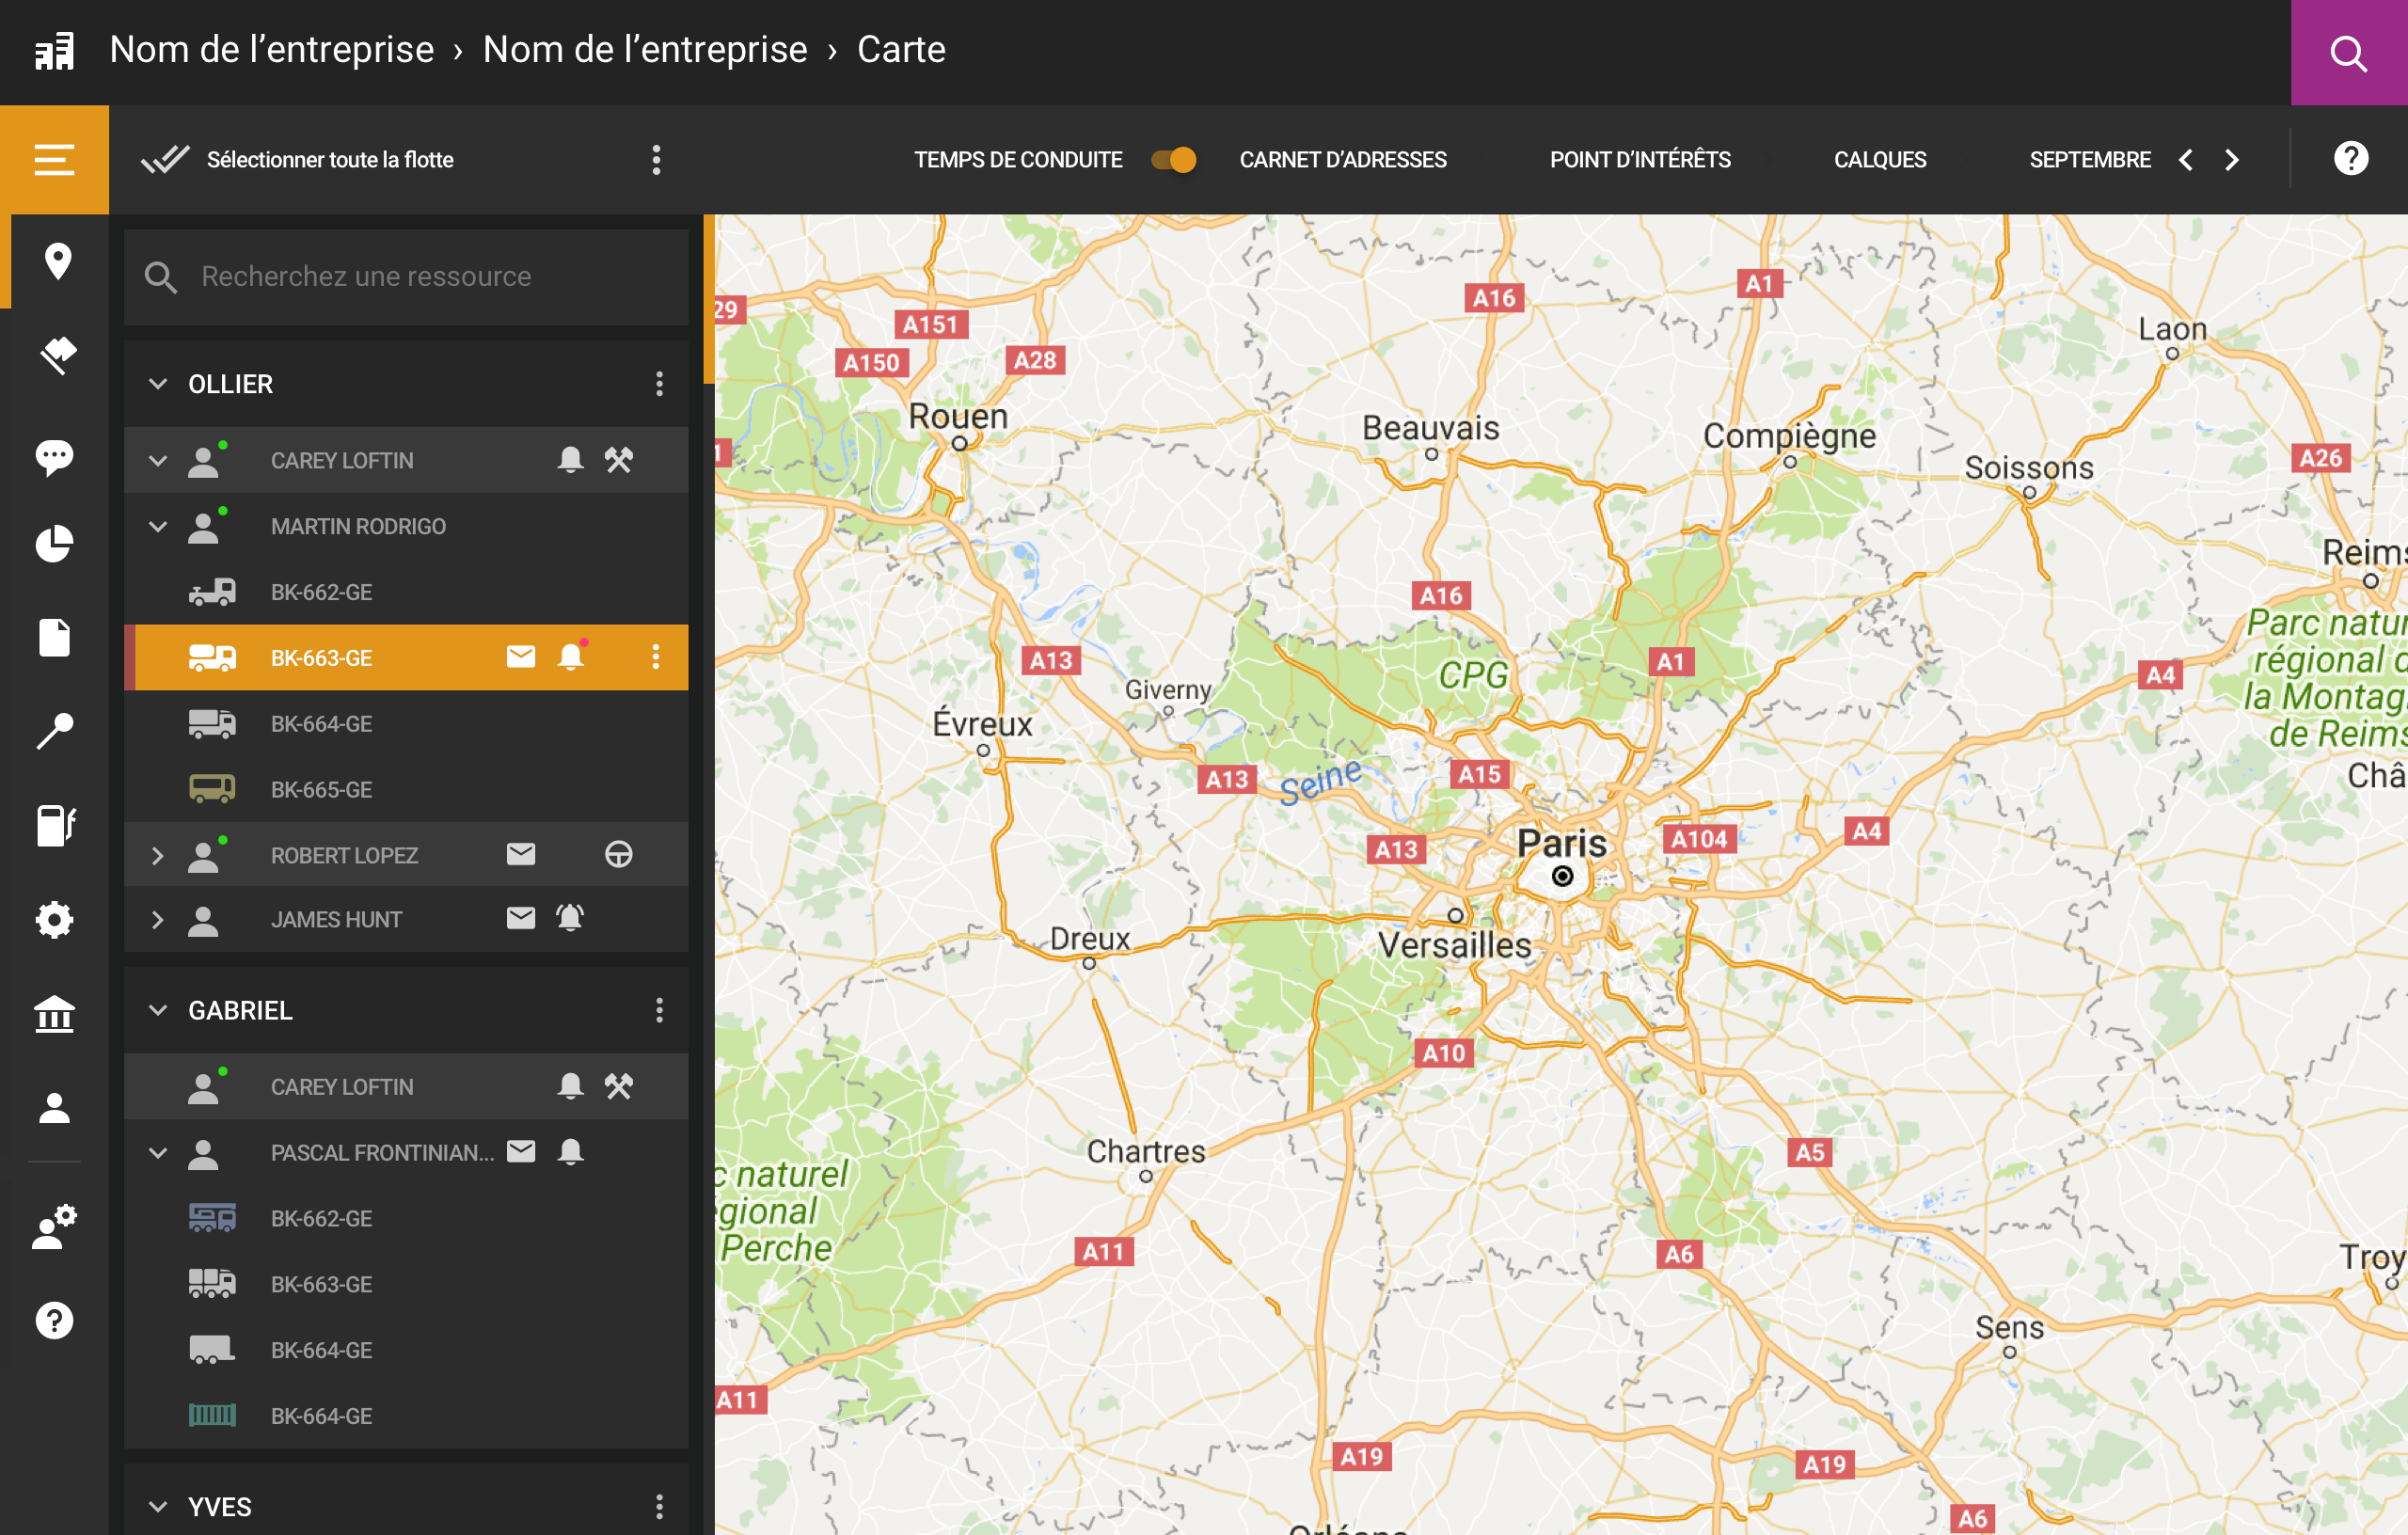 Nom de l’entreprise › Nom de l’entreprise › Carte
Sélectionner toute la flotte
TEMPS DE CONDUITE
CARNET D’ADRESSES
POINT D’INTÉRÊTS
CALQUES
SEPTEMBRE
Recherchez une ressource
OLLIER
CAREY LOFTIN
MARTIN RODRIGO
BK-662-GE
BK-663-GE
BK-664-GE
BK-665-GE
ROBERT LOPEZ
JAMES HUNT
GABRIEL
CAREY LOFTIN
PASCAL FRONTINIAN...
BK-662-GE
BK-663-GE
BK-664-GE
BK-664-GE
YVES
29
A151
A150
A28
A16
A1
Laon
Rouen
Beauvais
Compiègne
Soissons
A26
1
Reims
A16
A13
A1
A4
CPG
Giverny
Évreux
Parc natur
régional d
la Montag
de Reims
Châ
A13
Seine
A15
Paris
A13
A104
A4
Versailles
Dreux
A10
Chartres
A5
c naturel
égional
Perche
A11
A6
Troy
Sens
A11
A19
A19
A6